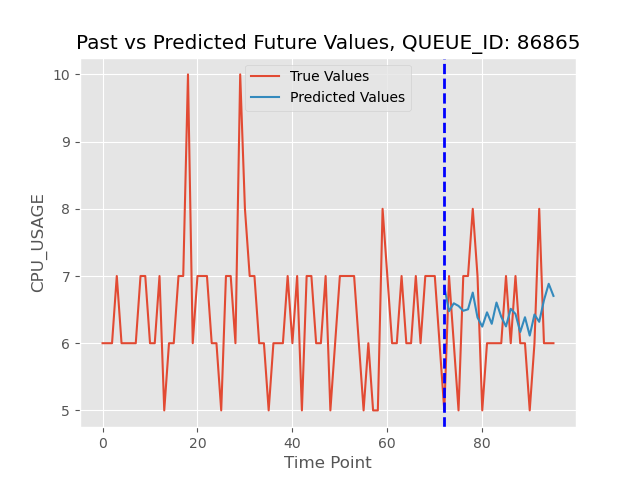 Past vs Predicted Future Values, QUEUE_ID: 86865
True Values
Predicted Values
10
9
8
7
6
5
CPU_USAGE
0 20 40 60 80
Time Point